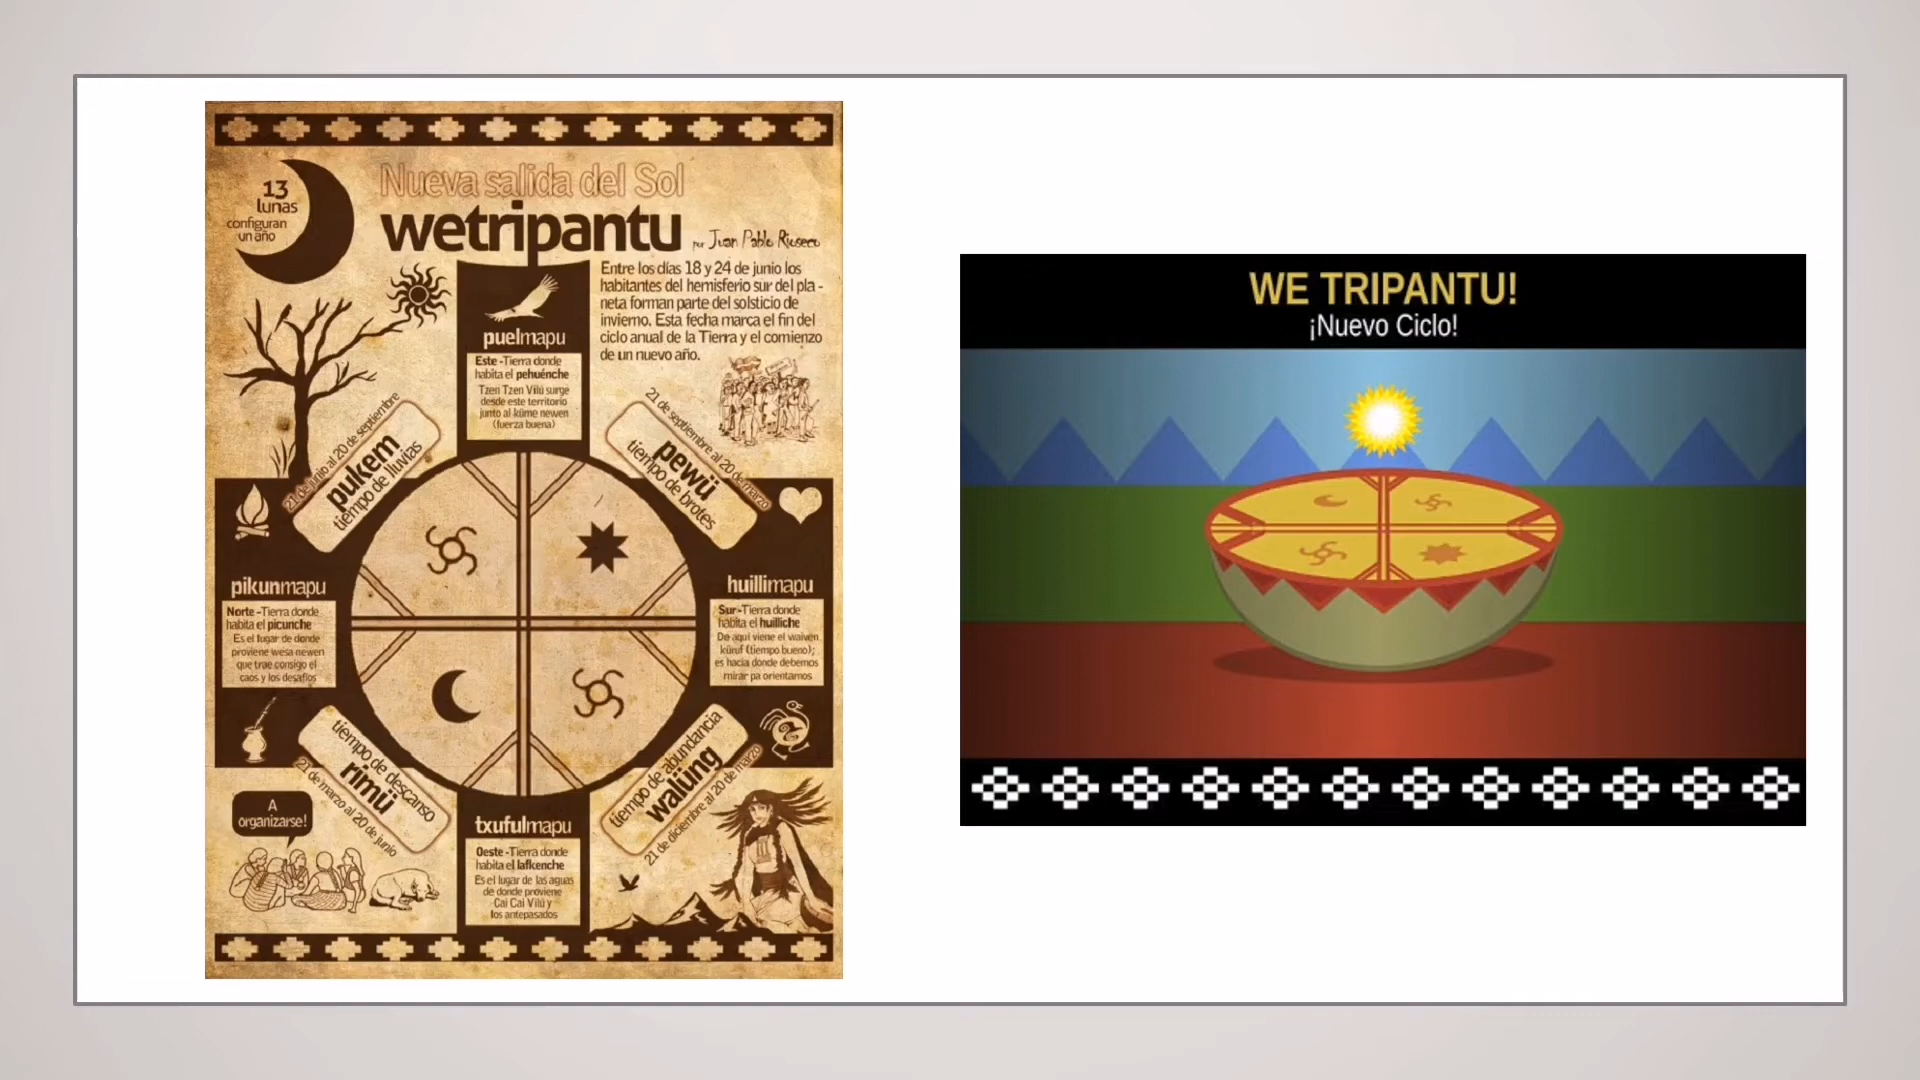 13
lunas
configuran
un año
Nueva salida del Sol
wetripantu
por Juan Pablo Rioseco
Entre los días 18 y 24 de junio los
habitantes del hemisferio sur del pla -
neta forman parte del solsticio de
invierno. Esta fecha marca el fin del
ciclo anual de la Tierra y el comienzo
de un nuevo año.
puelmapu
Este -Tierra donde
habita el pehuénche
Tzen Tzen Vilú surge
desde este territorio
junto al küme newen
(fuerza buena)
21 de junio al 20 de septiembre
pukem
tiempo de lluvias
21 de septiembre al 20 de marzo
pewü
tiempo de brotes
pikunmapu
Norte -Tierra donde
habita el picunche
Es el lugar de donde
proviene wesa newen
que trae consigo el
caos y los desafíos
huillimapu
Sur -Tierra donde
habita el huilliche
De aquí viene el waiwen
küruf (tiempo bueno);
es hacia donde debemos
mirar pa orientarnos
tiempo de descanso
rimü
21 de marzo al 20 de junio
tiempo de abundancia
walüng
21 de diciembre al 20 de marzo
A
organizarse!
txufulmapu
Oeste -Tierra donde
habita el lafkenche
Es el lugar de las aguas
de donde proviene
Cai Cai Vilú y
los antepasados
WE TRIPANTU!
¡Nuevo Ciclo!